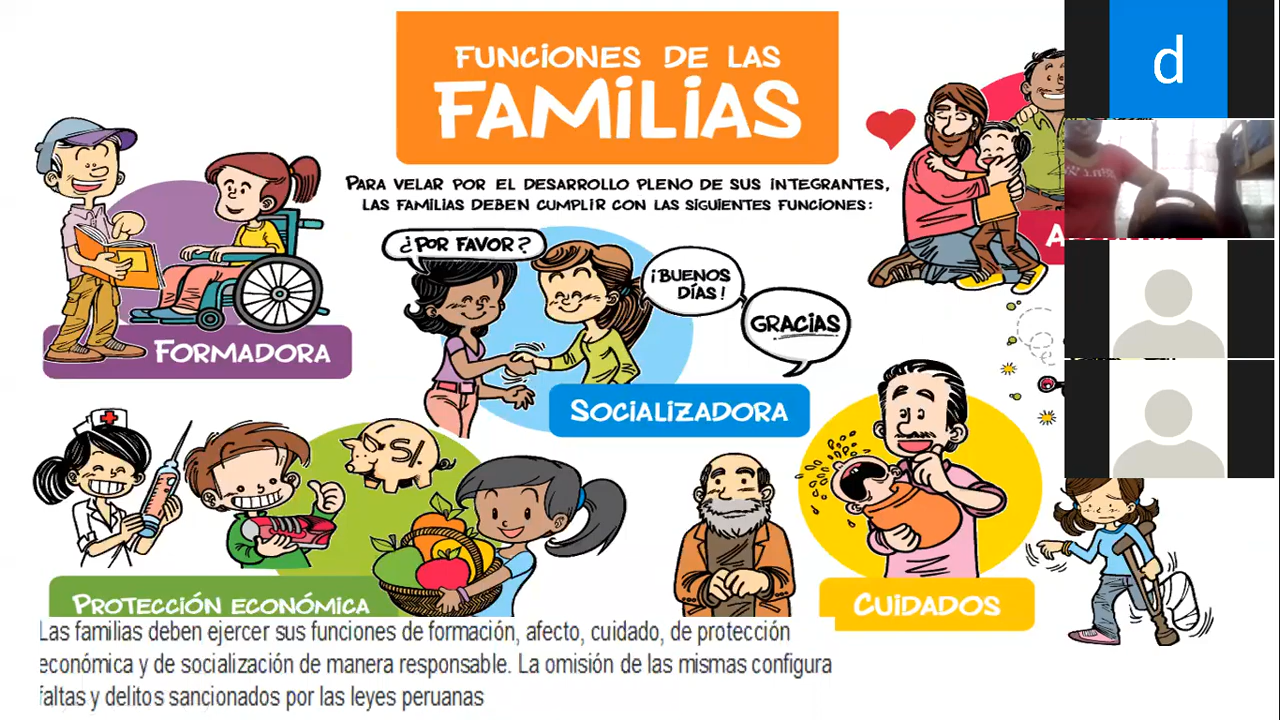 FUNCIONES DE LAS
FAMILIAS
PARA VELAR POR EL DESARROLLO PLENO DE SUS INTEGRANTES,
LAS FAMILIAS DEBEN CUMPLIR CON LAS SIGUIENTES FUNCIONES:
FORMADORA
¿POR FAVOR?
¡BUENOS
DÍAS!
GRACIAS
SOCIALIZADORA
S/.
PROTECCIÓN ECONÓMICA
CUIDADOS
Las familias deben ejercer sus funciones de formación, afecto, cuidado, de protección
económica y de socialización de manera responsable. La omisión de las mismas configura
faltas y delitos sancionados por las leyes peruanas
d